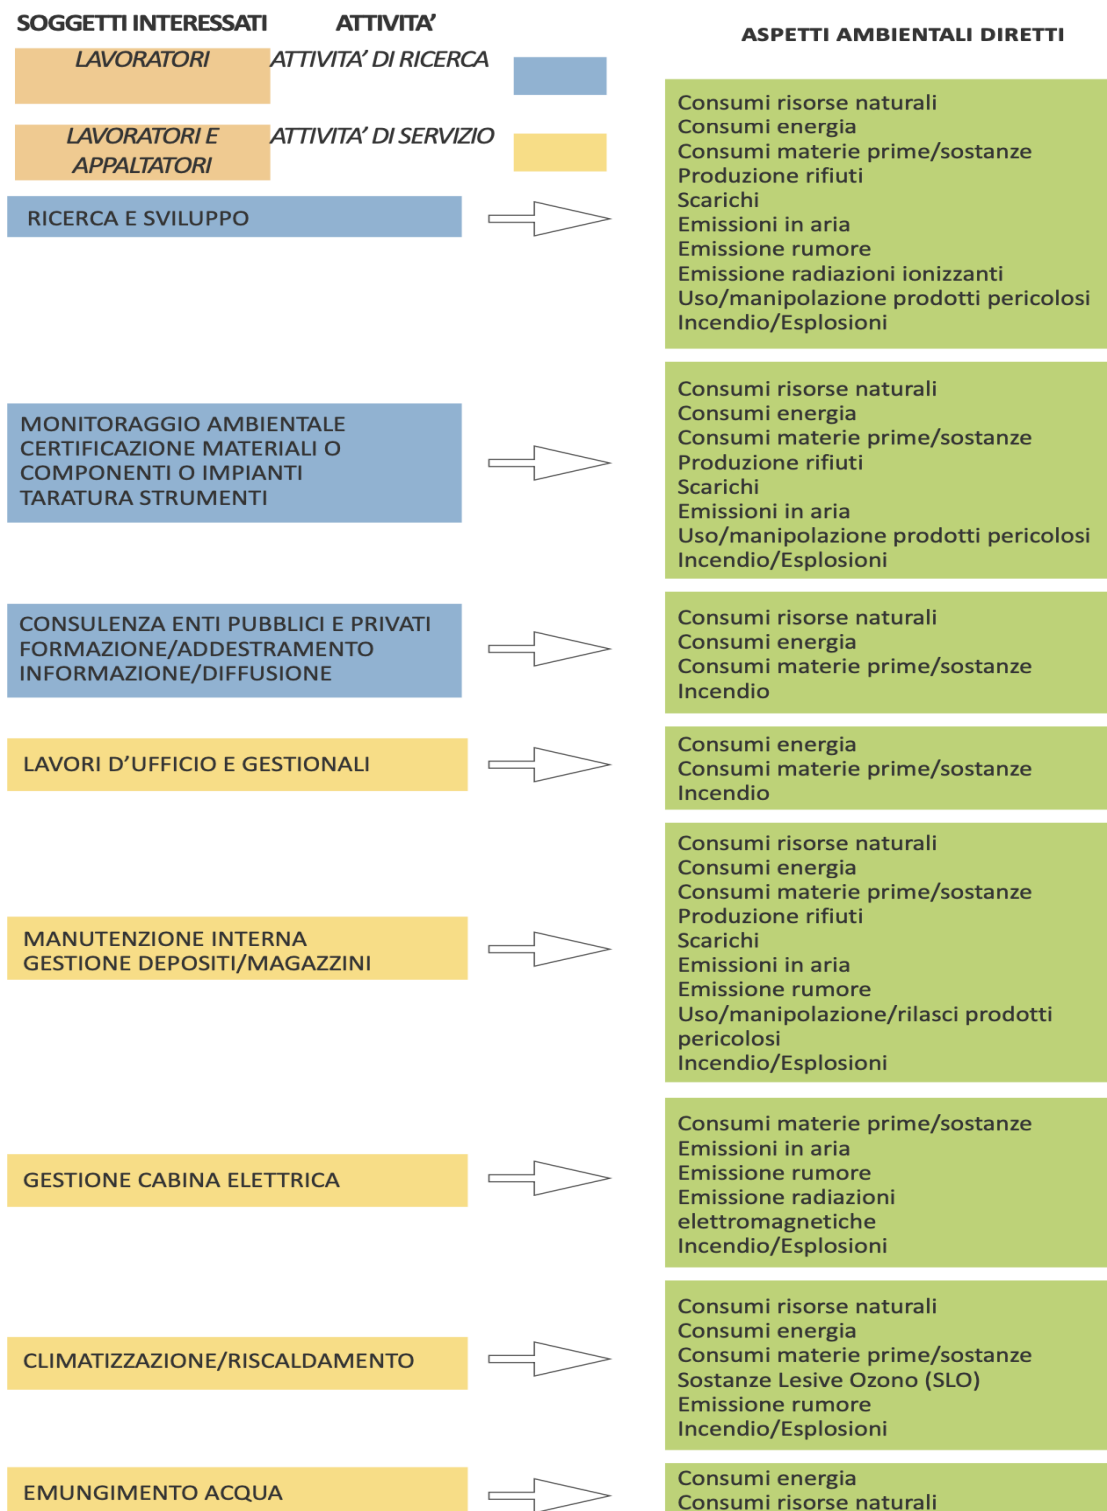 SOGGETTI INTERESSATI
ATTIVITA'
ASPETTI AMBIENTALI DIRETTI
LAVORATORI
ATTIVITA' DI RICERCA
LAVORATORI E
APPALTATORI
ATTIVITA' DI SERVIZIO
RICERCA E SVILUPPO
Consumi risorse naturali
Consumi energia
Consumi materie prime/sostanze
Produzione rifiuti
Scarichi
Emissioni in aria
Emissione rumore
Emissione radiazioni ionizzanti
Uso/manipolazione prodotti pericolosi
Incendio/Esplosioni
MONITORAGGIO AMBIENTALE
CERTIFICAZIONE MATERIALI O
COMPONENTI O IMPIANTI
TARATURA STRUMENTI
Consumi risorse naturali
Consumi energia
Consumi materie prime/sostanze
Produzione rifiuti
Scarichi
Emissioni in aria
Uso/manipolazione prodotti pericolosi
Incendio/Esplosioni
CONSULENZA ENTI PUBBLICI E PRIVATI
FORMAZIONE/ADDESTRAMENTO
INFORMAZIONE/DIFFUSIONE
Consumi risorse naturali
Consumi energia
Consumi materie prime/sostanze
Incendio
LAVORI D'UFFICIO E GESTIONALI
Consumi energia
Consumi materie prime/sostanze
Incendio
MANUTENZIONE INTERNA
GESTIONE DEPOSITI/MAGAZZINI
Consumi risorse naturali
Consumi energia
Consumi materie prime/sostanze
Produzione rifiuti
Scarichi
Emissioni in aria
Emissione rumore
Uso/manipolazione/rilasci prodotti
pericolosi
Incendio/Esplosioni
GESTIONE CABINA ELETTRICA
Consumi materie prime/sostanze
Emissioni in aria
Emissione rumore
Emissione radiazioni
elettromagnetiche
Incendio/Esplosioni
CLIMATIZZAZIONE/RISCALDAMENTO
Consumi risorse naturali
Consumi energia
Consumi materie prime/sostanze
Sostanze Lesive Ozono (SLO)
Emissione rumore
Incendio/Esplosioni
EMUNGIMENTO ACQUA
Consumi energia
Consumi risorse naturali